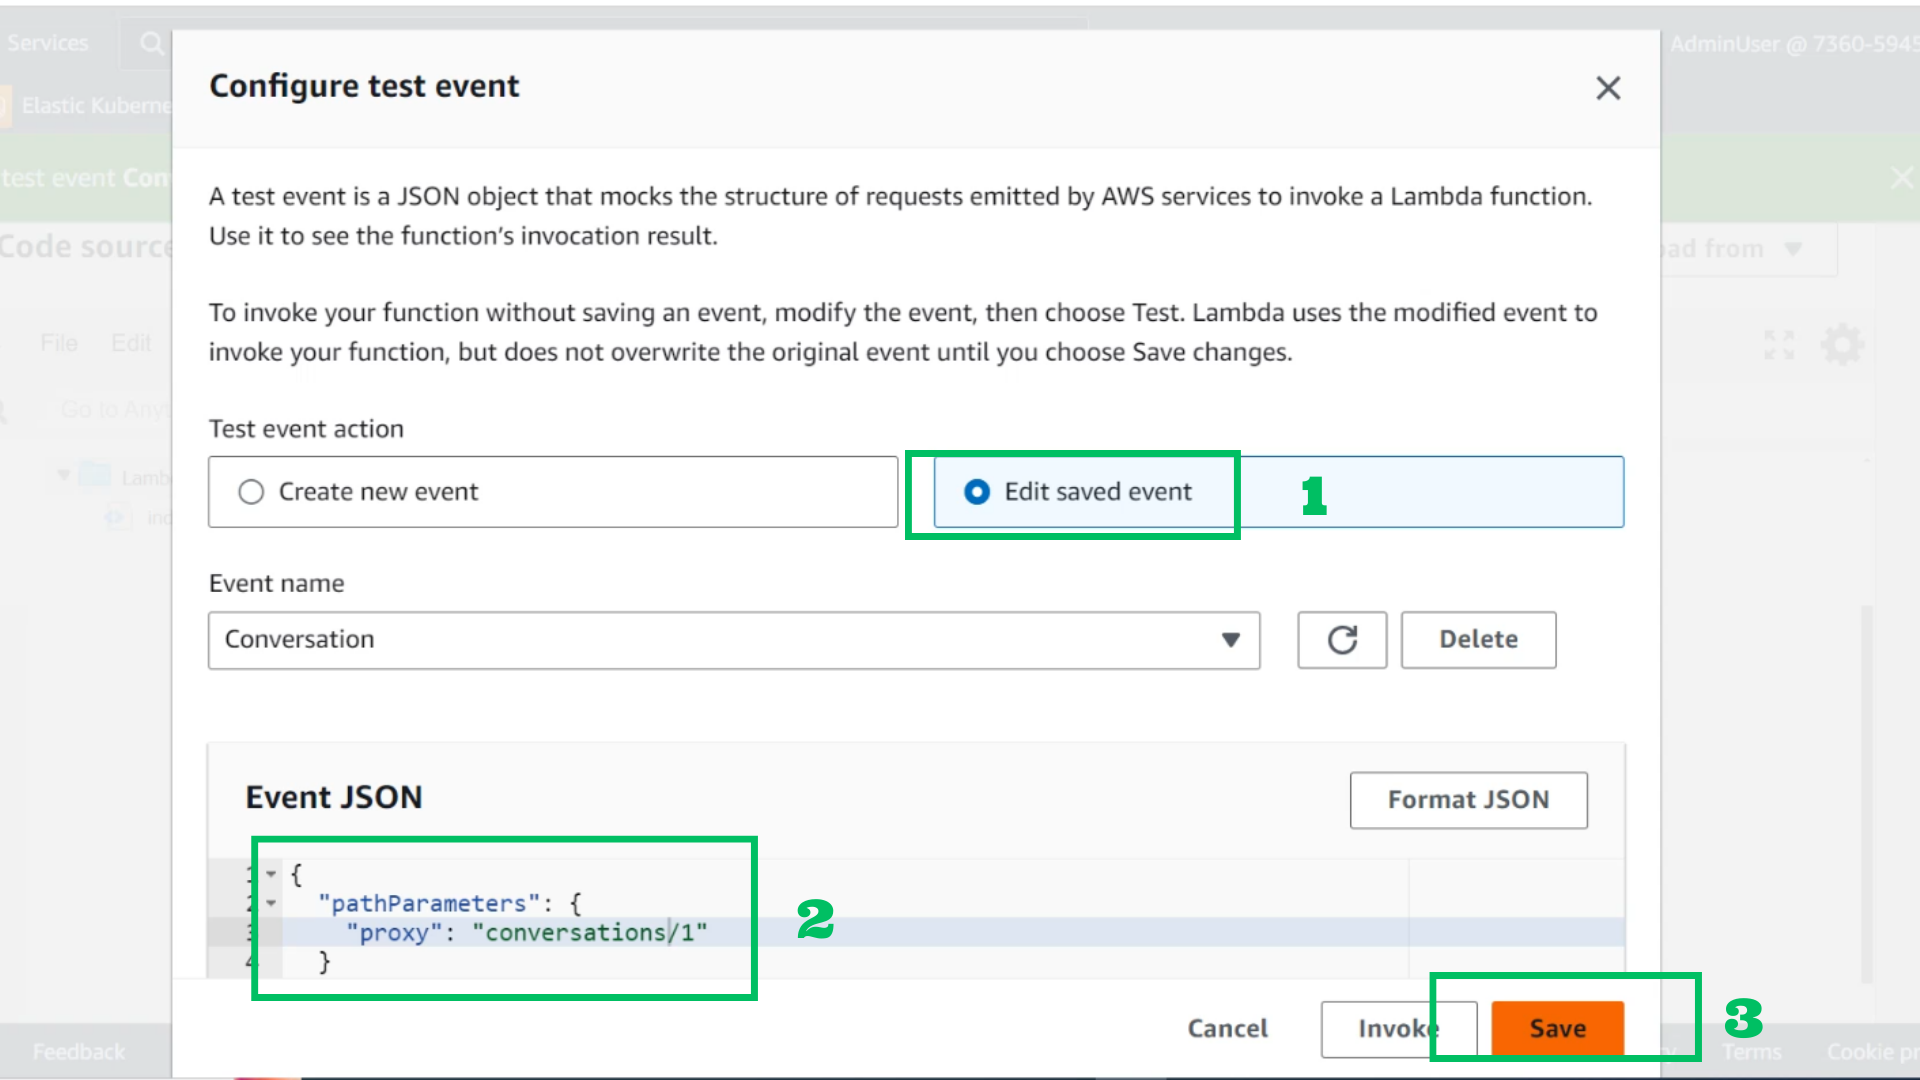 Services
AdminUser @ 7360-5945
Configure test event
Elastic Kuberne
test event Con
A test event is a JSON object that mocks the structure of requests emitted by AWS services to invoke a Lambda function.
Use it to see the function's invocation result.
Code source
oad from
To invoke your function without saving an event, modify the event, then choose Test. Lambda uses the modified event to
invoke your function, but does not overwrite the original event until you choose Save changes.
File Edit
Go to Any
Test event action
Lamb
Create new event
Edit saved event
1
ind
Event name
Conversation
Delete
Event JSON
Format JSON
1 {
2 "pathParameters": {
3 "proxy": "conversations/1"
4 }
2
Cancel
Invoke
Save
3
Feedback
Terms
Cookie pr